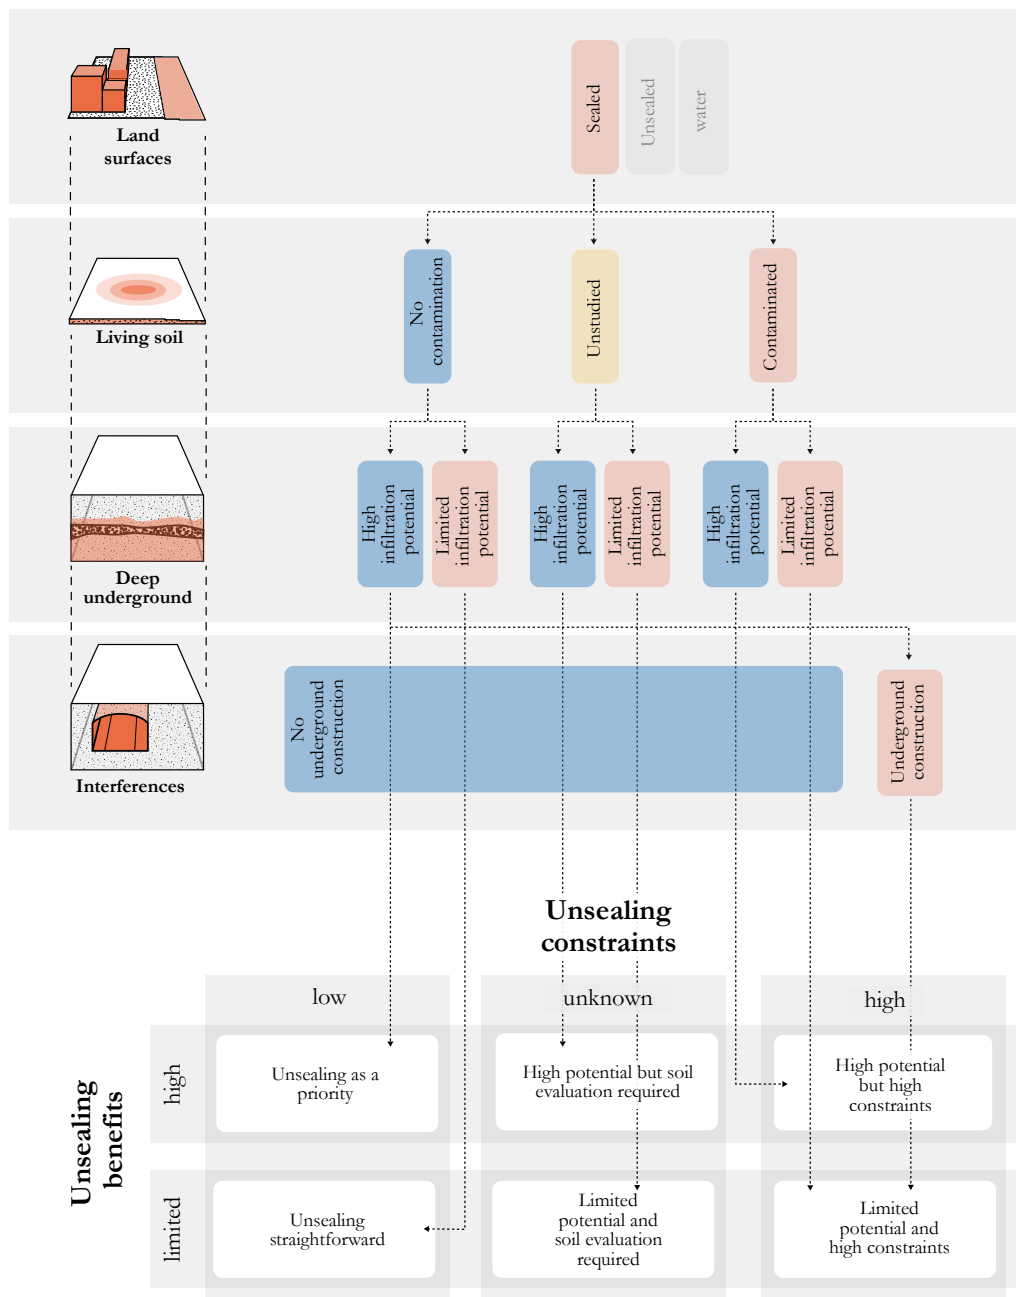 Land
surfaces
Sealed
Unsealed
water
Living soil
No
contamination
Unstudied
Contaminated
Deep
underground
High
infiltration
potential
Limited
infiltration
potential
High
infiltration
potential
Limited
infiltration
potential
High
infiltration
potential
Limited
infiltration
potential
Interferences
No
underground
construction
Underground
construction
Unsealing
constraints
low
unknown
high
Unsealing
benefits
high
Unsealing as a
priority
High potential but soil
evaluation required
High potential
but high
constraints
limited
Unsealing
straightforward
Limited
potential and
soil evaluation
required
Limited
potential and
high constraints